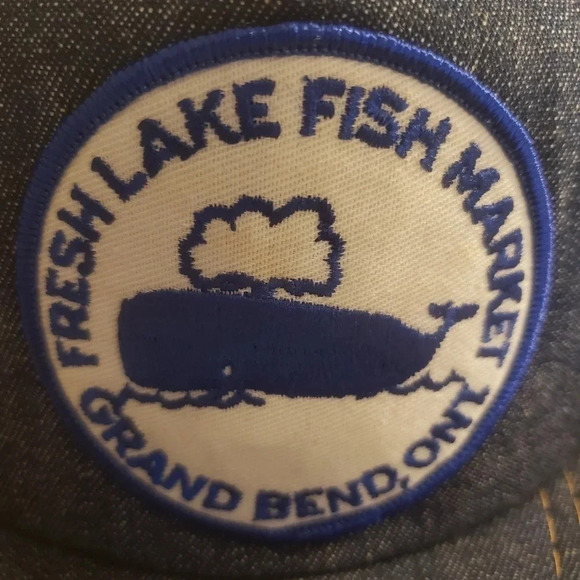 FRESH LAKE FISH MARKET
GRAND BEND, ONT